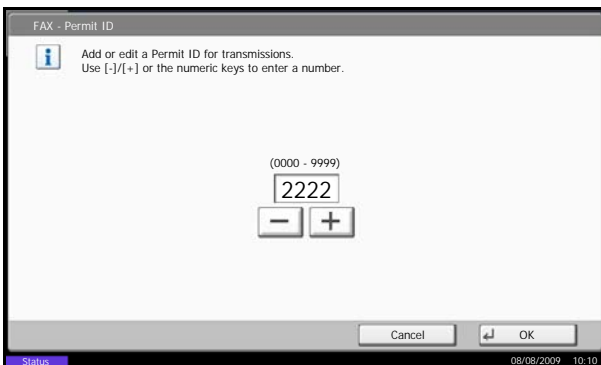 FAX - Permit ID
Add or edit a Permit ID for transmissions.
Use [-]/[+] or the numeric keys to enter a number.
(0000 - 9999)
2222
− +
Cancel OK
Status 08/08/2009 10:10